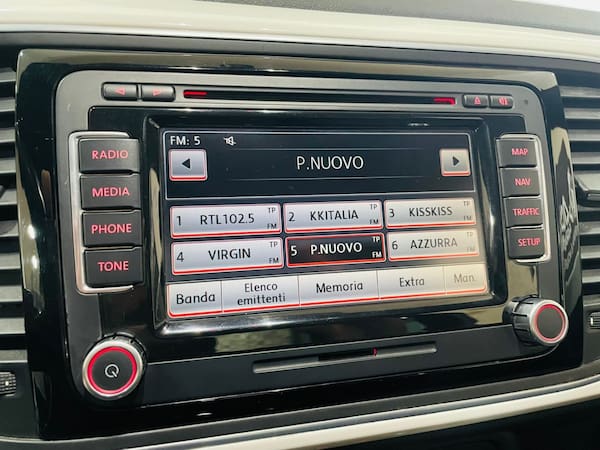 RADIO
MEDIA
PHONE
TONE
FM: 5
P.NUOVO
1 RTL102.5 TP FM
2 KKITALIA TP FM
3 KISSKISS TP FM
4 VIRGIN TP FM
5 P.NUOVO TP FM
6 AZZURRA TP FM
Banda
Elenco
emittenti
Memoria
Extra
Man.
MAP
NAV
TRAFFIC
SETUP